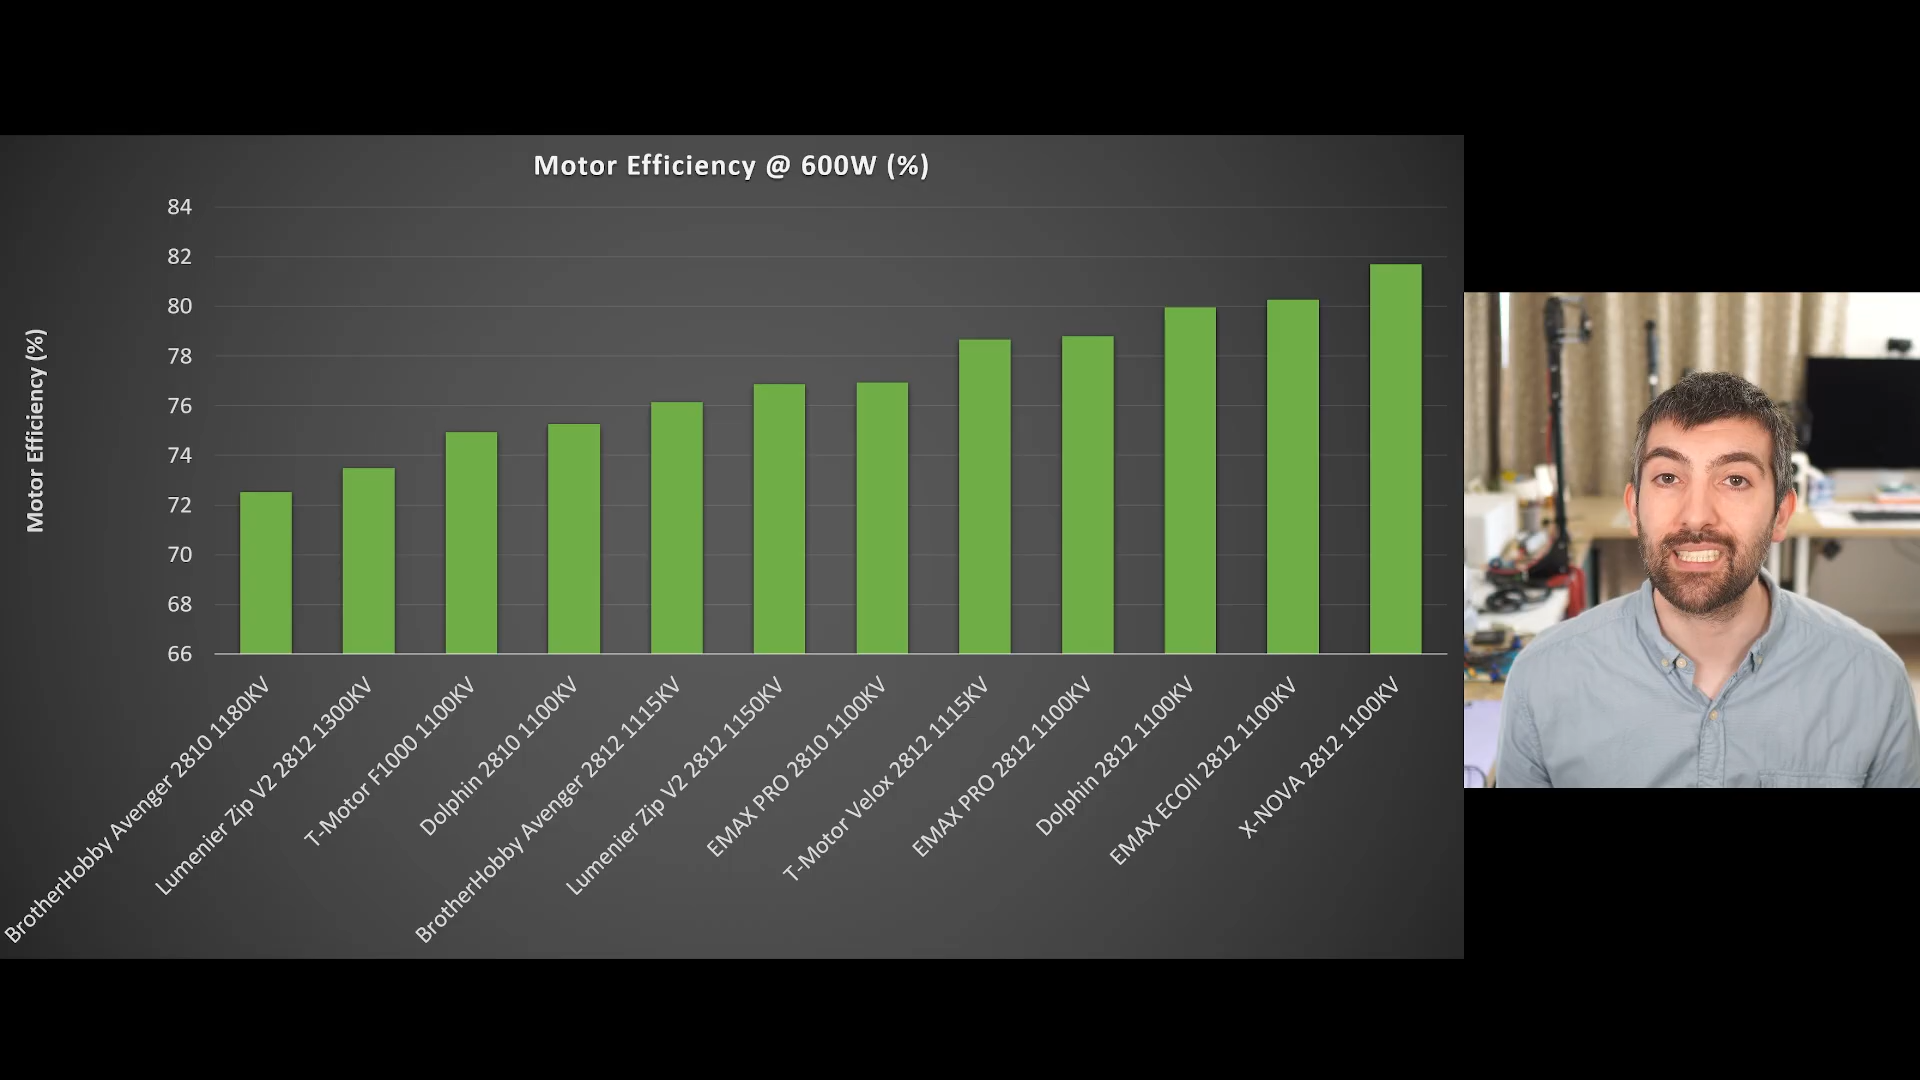 Motor Efficiency @ 600W (%)
Motor Efficiency (%)
84
82
80
78
76
74
72
70
68
66
BrotherHobby Avenger 2810 1180KV
Lumenier Zip V2 2812 1300KV
T-Motor F1000 1100KV
Dolphin 2810 1100KV
BrotherHobby Avenger 2812 1115KV
Lumenier Zip V2 2812 1150KV
EMAX PRO 2810 1100KV
T-Motor Velox 2812 1115KV
EMAX PRO 2812 1100KV
Dolphin 2812 1100KV
EMAX ECOII 2812 1100KV
X-NOVA 2812 1100KV